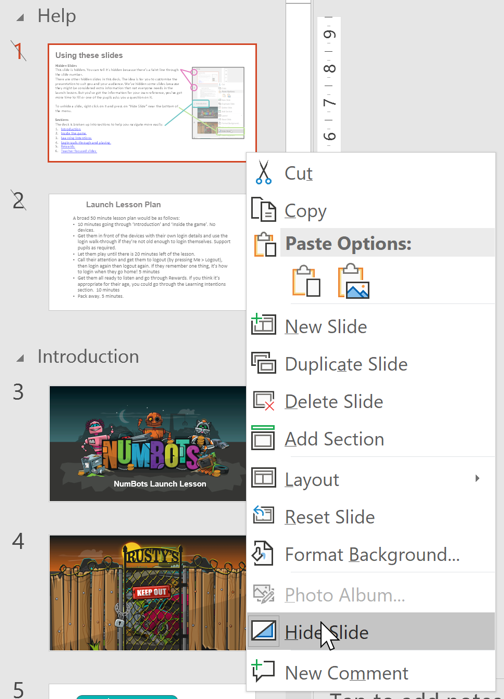 Help
1
Using these slides
Hidden Slides
Sections
Introduction
2
Launch Lesson Plan
A broad 50 minute lesson plan would be as follows:
• 10 minutes going through "Introduction" and "Inside the game". No
devices.
• Get them in front of the devices with their own login details and use the
login walk-through if they're not old enough to login themselves. Support
pupils as required.
• Let them play until there is 20 minutes left of the lesson.
• Call their attention and get them to logout (by pressing Me > Logout),
then login again then logout again. If they remember one thing, it's how
to login when they go home! 5 minutes
• Get them all ready to listen and go through Rewards. If you think it's
appropriate for their age, you could go through the Learning Intentions
section. 10 minutes
• Pack away. 5 minutes
Introduction
3
NUMBOTS
NumBots Launch Lesson
4
RUSTY'S
KEEP OUT
5
9
8
7
6
Cut
Copy
Paste Options:
New Slide
Duplicate Slide
Delete Slide
Add Section
Layout
Reset Slide
Format Background...
Photo Album...
Hide Slide
New Comment